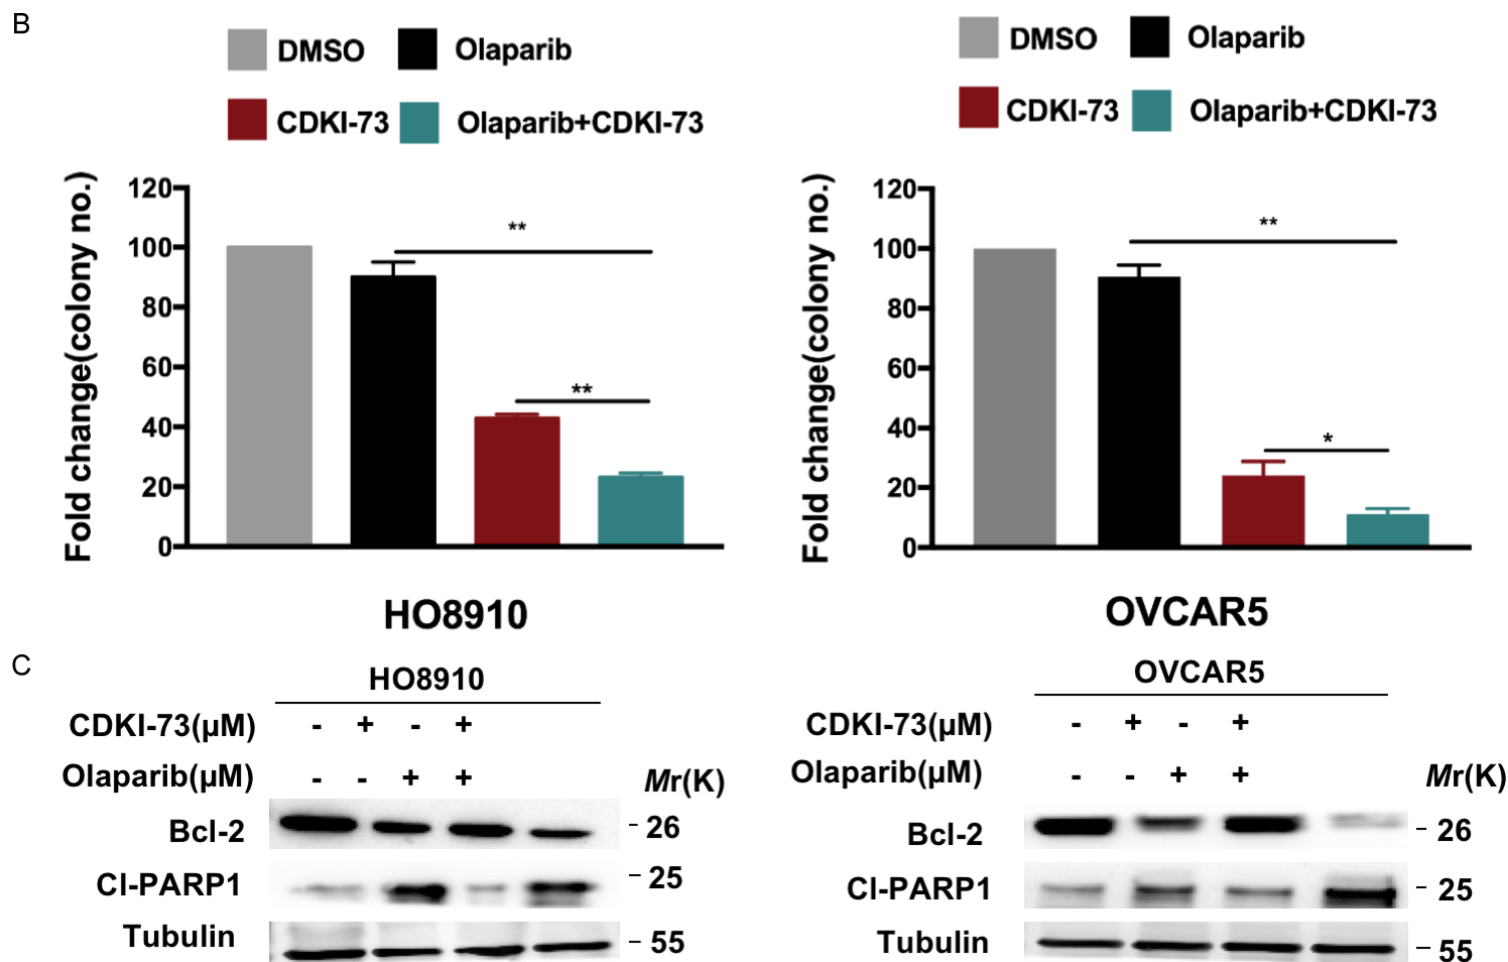 B
DMSO Olaparib
CDKI-73 Olaparib+CDKI-73
Fold change(colony no.)
120
100
80
60
40
20
0
**
**
HO8910
DMSO Olaparib
CDKI-73 Olaparib+CDKI-73
Fold change(colony no.)
120
100
80
60
40
20
0
**
*
OVCAR5
C
HO8910
CDKI-73(µM) - + - +
Olaparib(µM) - - + + Mr(K)
Bcl-2 - 26
Cl-PARP1 - 25
Tubulin - 55
OVCAR5
CDKI-73(µM) - + - +
Olaparib(µM) - - + + Mr(K)
Bcl-2 - 26
Cl-PARP1 - 25
Tubulin - 55